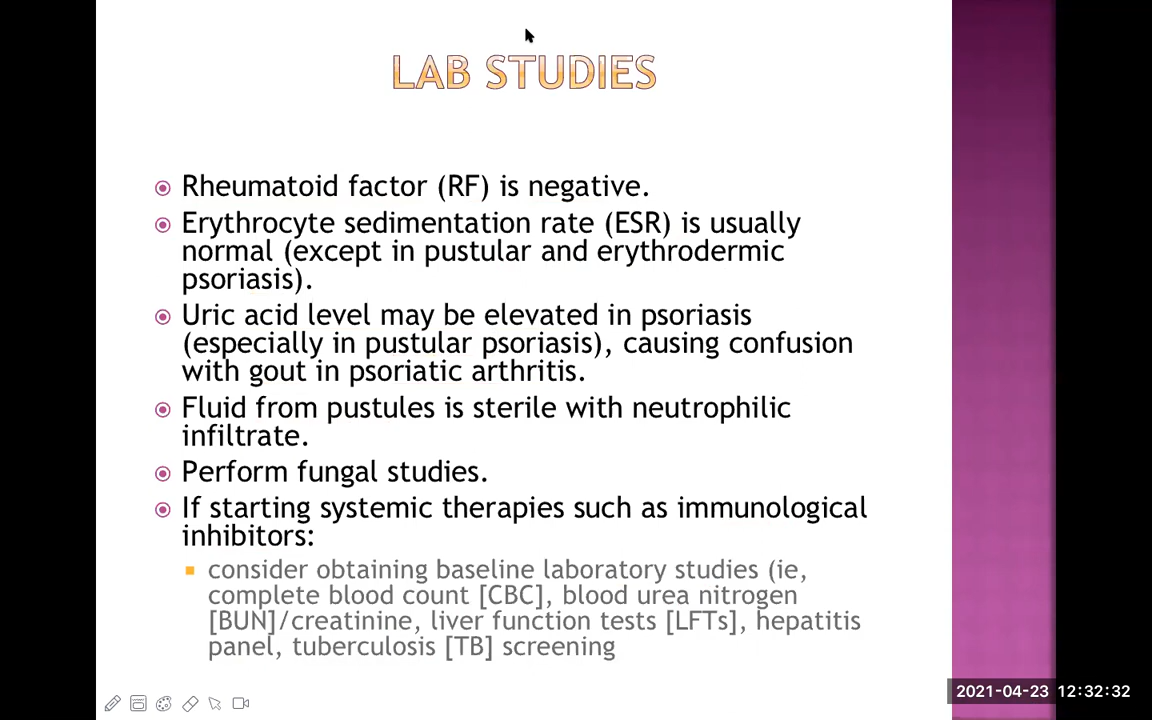 LAB STUDIES
Rheumatoid factor (RF) is negative.
Erythrocyte sedimentation rate (ESR) is usually
normal (except in pustular and erythrodermic
psoriasis).
Uric acid level may be elevated in psoriasis
(especially in pustular psoriasis), causing confusion
with gout in psoriatic arthritis.
Fluid from pustules is sterile with neutrophilic
infiltrate.
Perform fungal studies.
If starting systemic therapies such as immunological
inhibitors:
consider obtaining baseline laboratory studies (ie,
complete blood count [CBC], blood urea nitrogen
[BUN]/creatinine, liver function tests [LFTs], hepatitis
panel, tuberculosis [TB] screening
2021-04-23 12:32:32